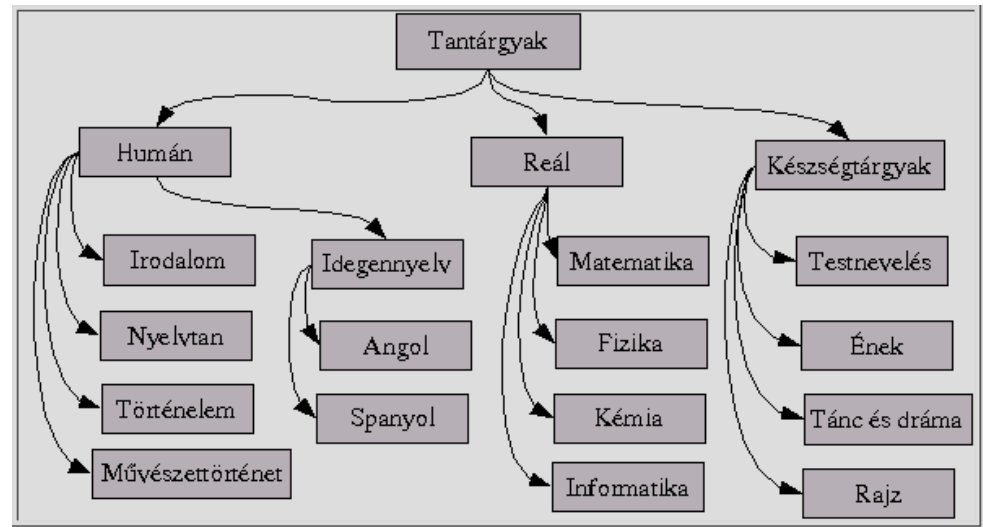 Tantárgyak
Humán
Reál
Készségtárgyak
Irodalom
Idegennyelv
Matematika
Testnevelés
Nyelvtan
Angol
Fizika
Ének
Történelem
Spanyol
Kémia
Tánc és dráma
Művészettörténet
Informatika
Rajz